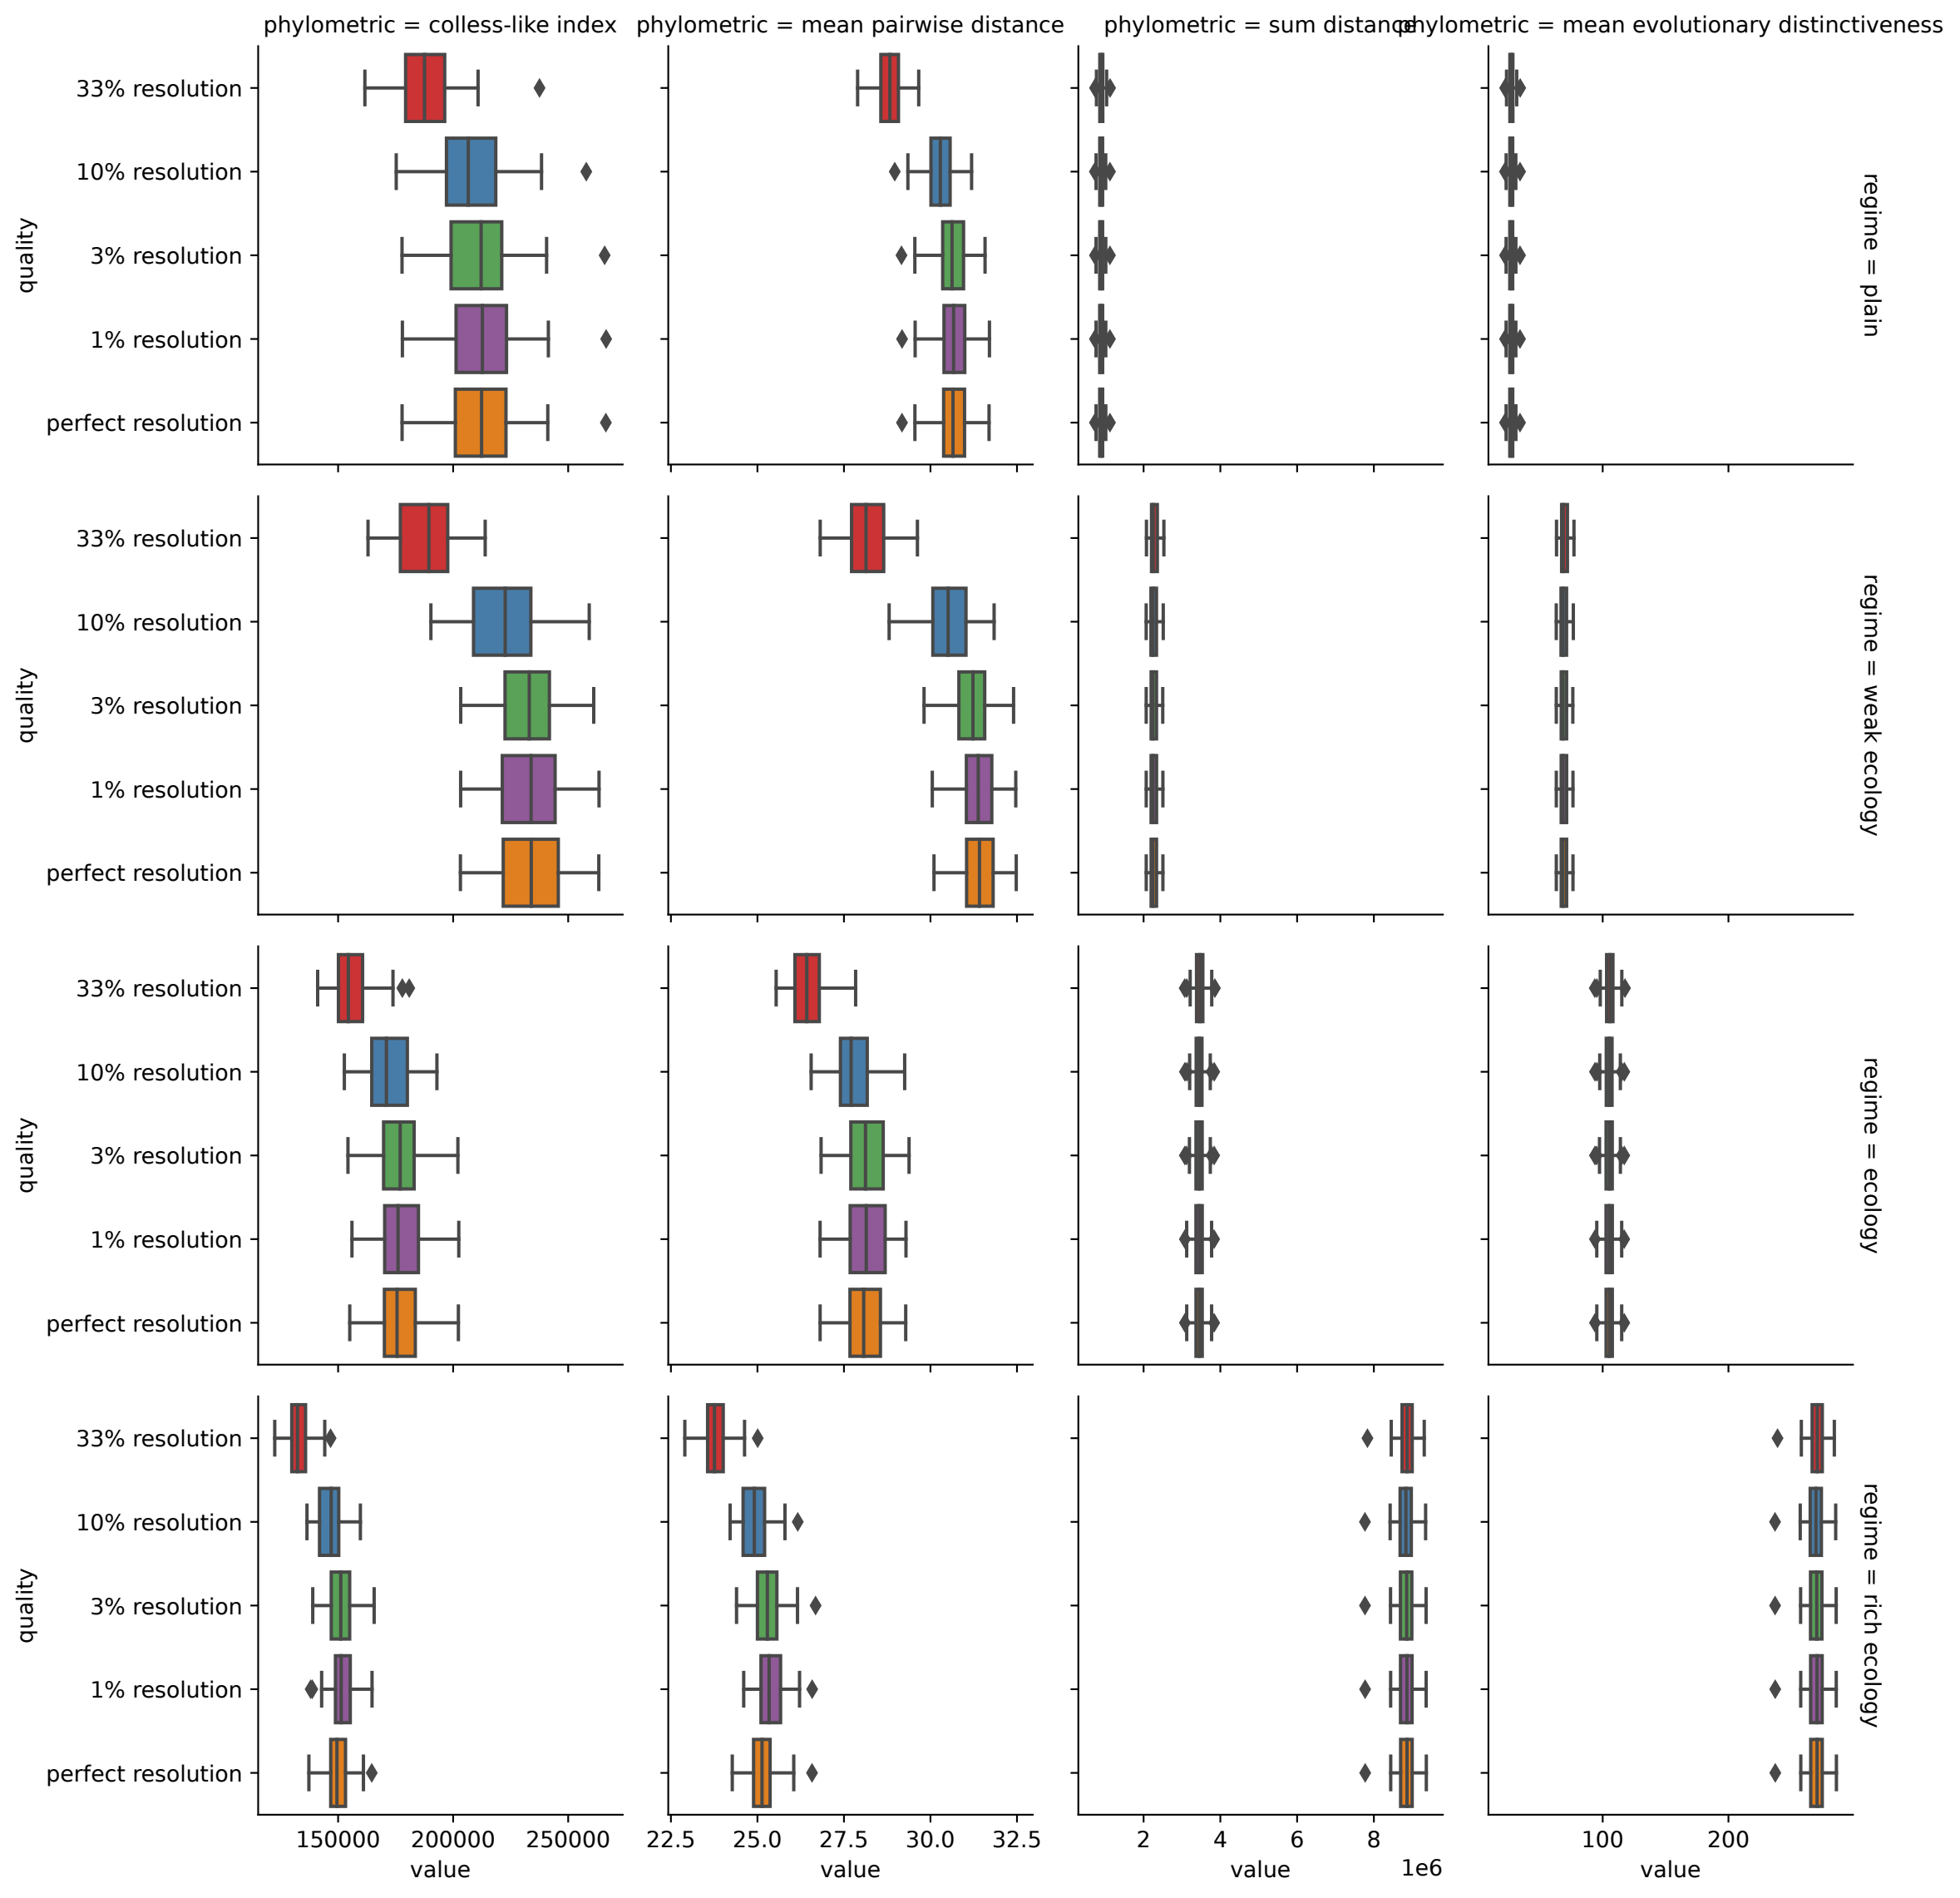 phylometric = colless-like index
phylometric = mean pairwise distance
phylometric = sum distance
phylometric = mean evolutionary distinctiveness
33% resolution
10% resolution
3% resolution
1% resolution
perfect resolution
quality
regime = plain
33% resolution
10% resolution
3% resolution
1% resolution
perfect resolution
quality
regime = weak ecology
33% resolution
10% resolution
3% resolution
1% resolution
perfect resolution
quality
regime = ecology
33% resolution
10% resolution
3% resolution
1% resolution
perfect resolution
quality
regime = rich ecology
150000 200000 250000
value
22.5 25.0 27.5 30.0 32.5
value
2 4 6 8
1e6
value
100 200
value